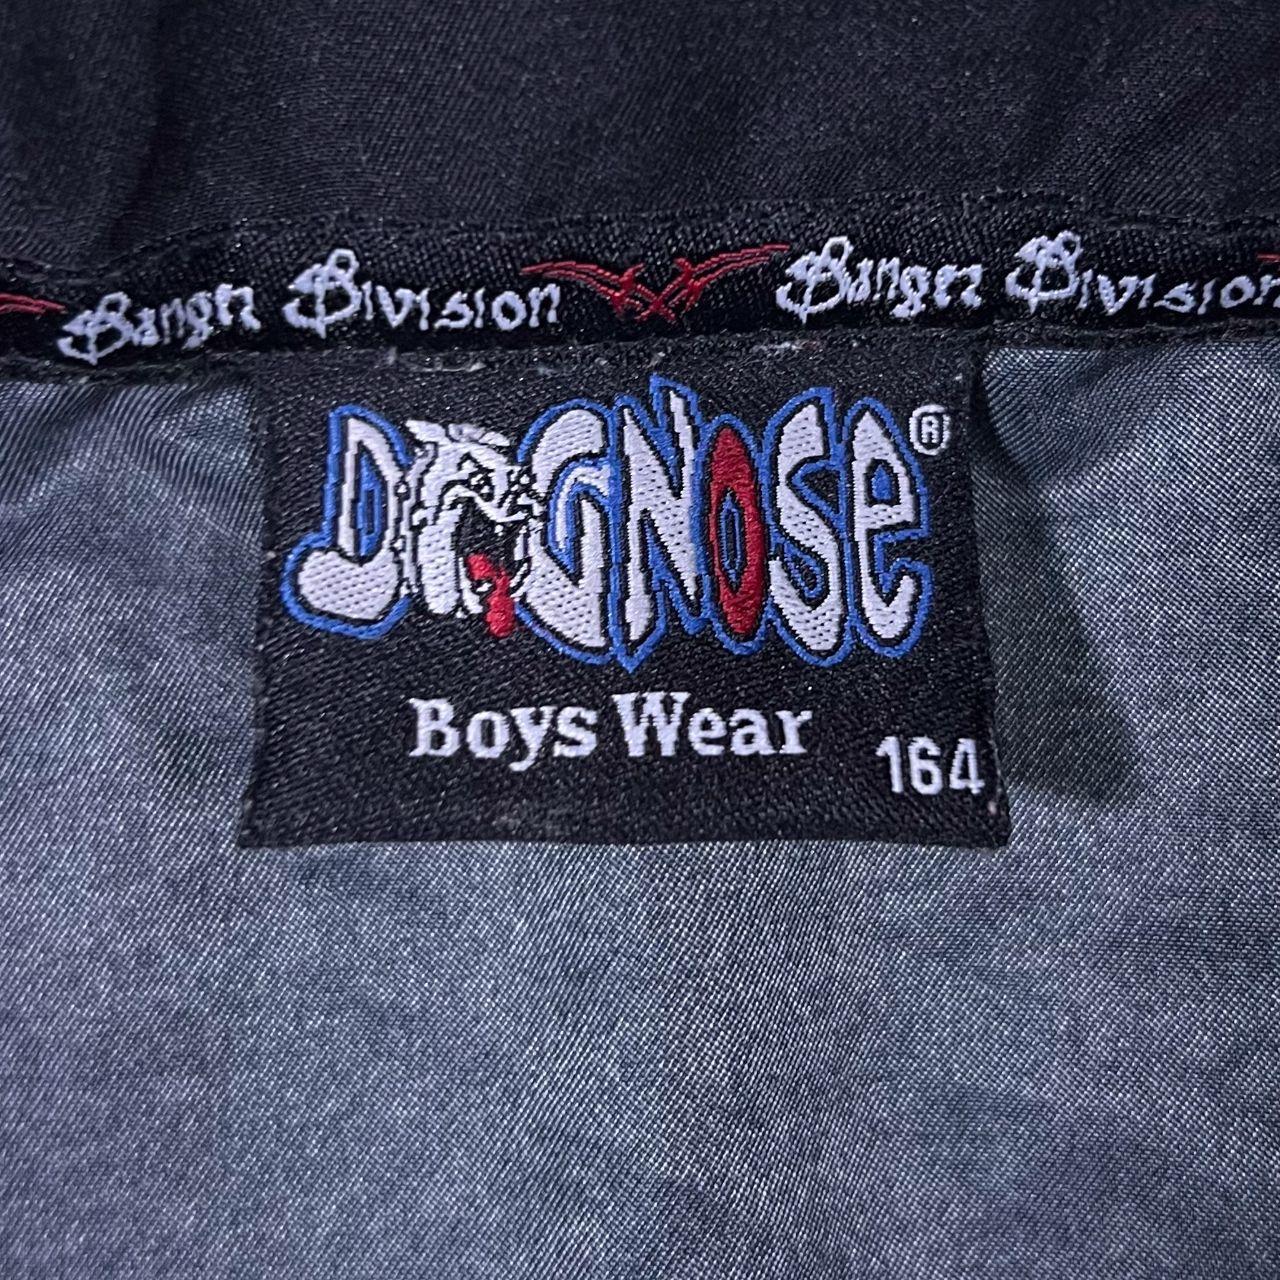 Banger Division Banger Division
DOGNOSE®
Boys Wear
164